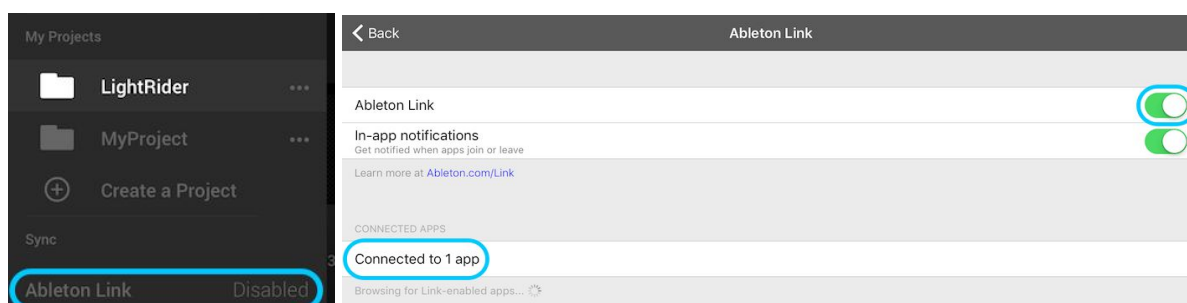 My Projects
LightRider
MyProject
Create a Project
Sync
3
Ableton Link Disabled
Back Ableton Link
Ableton Link
In-app notifications
Get notified when apps join or leave
Learn more at Ableton.com/Link
CONNECTED APPS
Connected to 1 app
Browsing for Link-enabled apps...